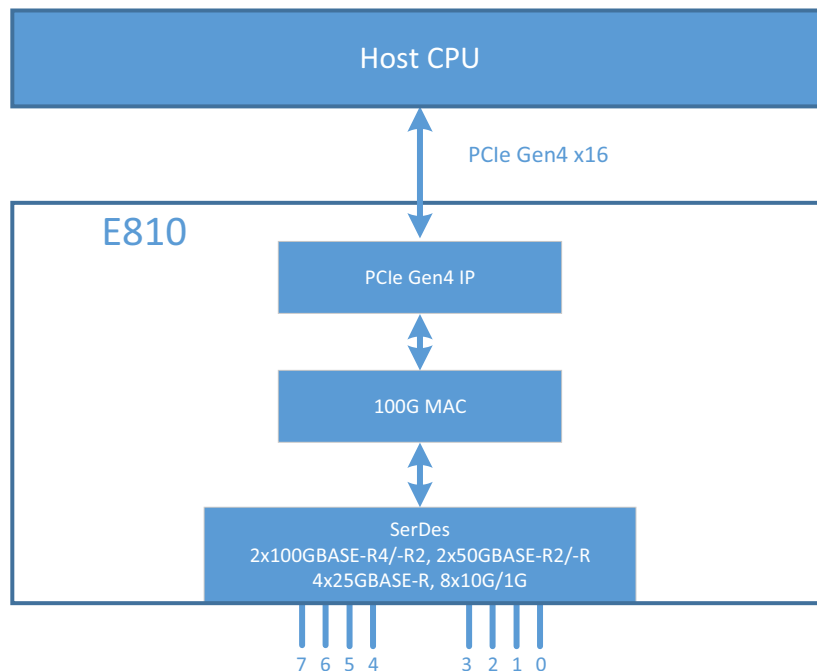 Host CPU
PCIe Gen4 x16
E810
PCIe Gen4 IP
100G MAC
SerDes
2x100GBASE-R4/-R2, 2x50GBASE-R2/-R
4x25GBASE-R, 8x10G/1G
7 6 5 4 3 2 1 0